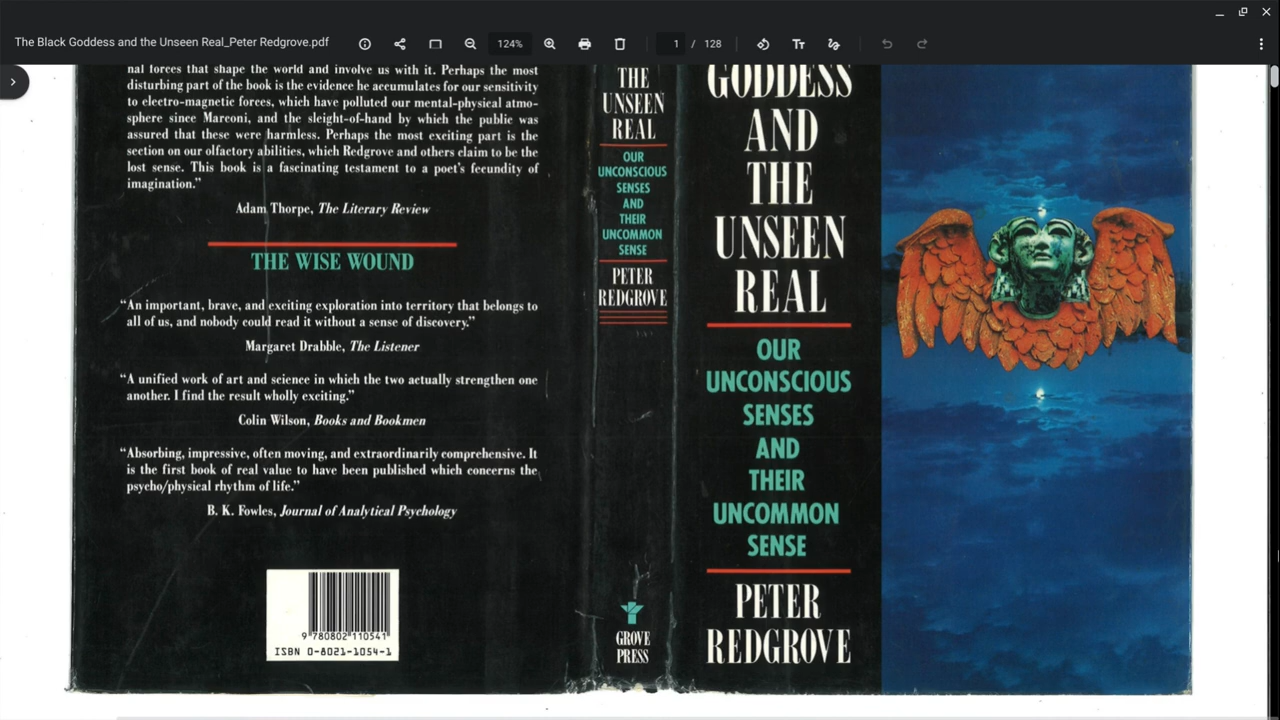 The Black Goddess and the Unseen Real_Peter Redgrove.pdf
124%
1 / 128
nal forces that shape the world and involve us with it. Perhaps the most
disturbing part of the book is the evidence he accumulates for our sensitivity
to electro-magnetic forces, which have polluted our mental-physical atmo-
sphere since Marconi, and the sleight-of-hand by which the public was
assured that these were harmless. Perhaps the most exciting part is the
section on our olfactory abilities, which Redgrove and others claim to be the
lost sense. This book is a fascinating testament to a poet's fecundity of
imagination.”
Adam Thorpe, The Literary Review
THE WISE WOUND
“An important, brave, and exciting exploration into territory that belongs to
all of us, and nobody could read it without a sense of discovery.”
Margaret Drabble, The Listener
“A unified work of art and science in which the two actually strengthen one
another. I find the result wholly exciting.”
Colin Wilson, Books and Bookmen
“Absorbing, impressive, often moving, and extraordinarily comprehensive. It
is the first book of real value to have been published which concerns the
psycho/physical rhythm of life.”
B. K. Fowles, Journal of Analytical Psychology
9 780802 110541
ISBN 0-8021-1054-1
THE
UNSEEN
REAL
OUR
UNCONSCIOUS
SENSES
AND
THEIR
UNCOMMON
SENSE
PETER
REDGROVE
GROVE
PRESS
GODDESS
AND
THE
UNSEEN
REAL
OUR
UNCONSCIOUS
SENSES
AND
THEIR
UNCOMMON
SENSE
PETER
REDGROVE